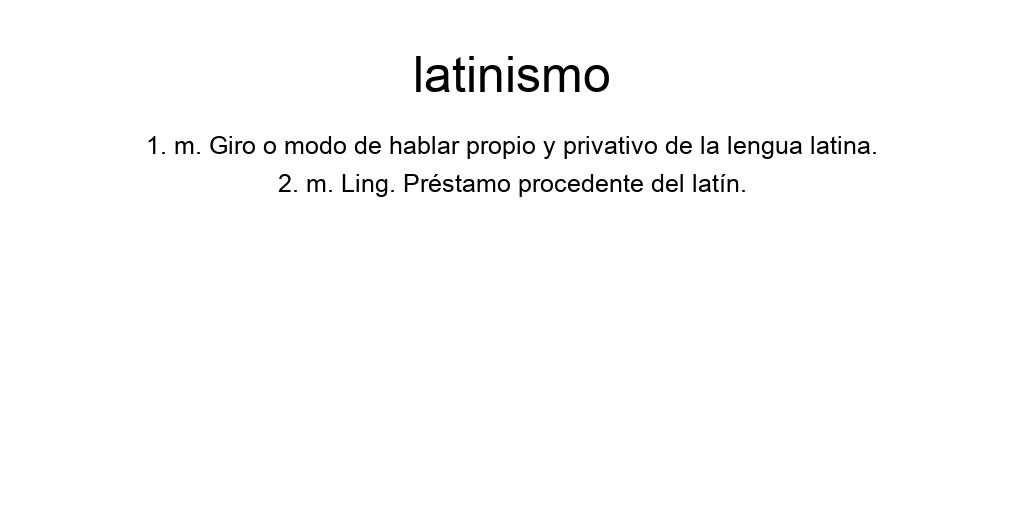 latinismo
1. m. Giro o modo de hablar propio y privativo de la lengua latina.
2. m. Ling. Préstamo procedente del latín.